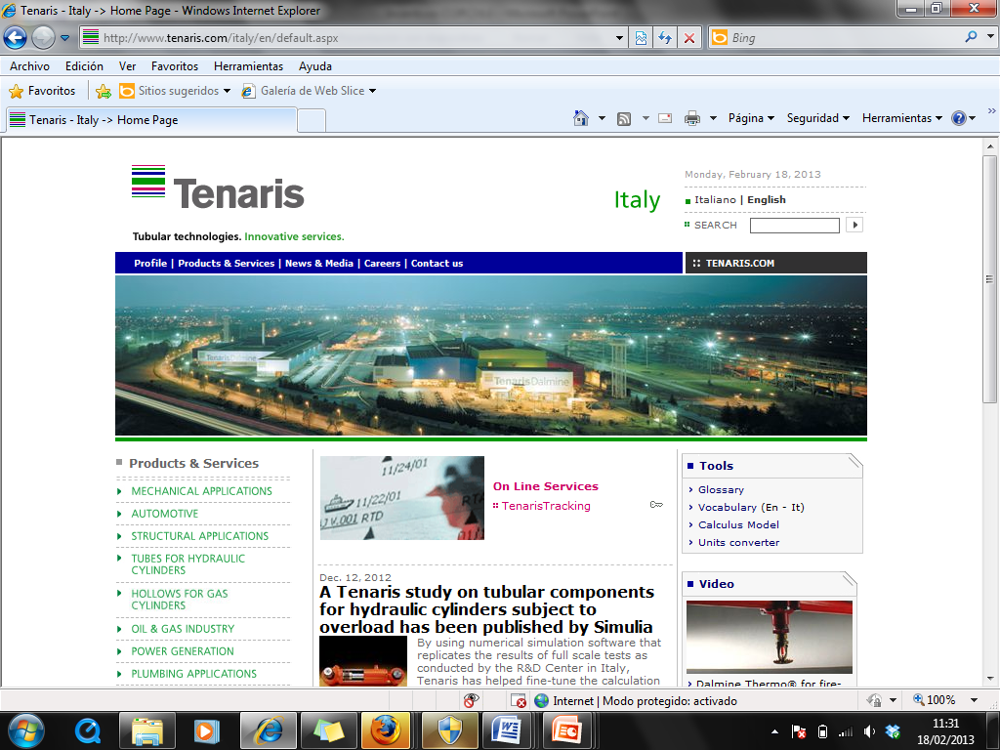 Tenaris - Italy -> Home Page - Windows Internet Explorer
http://www.tenaris.com/italy/en/default.aspx
Bing
Archivo Edición Ver Favoritos Herramientas Ayuda
Favoritos Sitios sugeridos Galería de Web Slice
Tenaris - Italy -> Home Page
Página Seguridad Herramientas
Tenaris
Tubular technologies. Innovative services.
Italy
Monday, February 18, 2013
Italiano | English
SEARCH
Profile | Products & Services | News & Media | Careers | Contact us
:: TENARIS.COM
TenarisDalmine
TenarisDalmine
Products & Services
MECHANICAL APPLICATIONS
AUTOMOTIVE
STRUCTURAL APPLICATIONS
TUBES FOR HYDRAULIC
CYLINDERS
HOLLOWS FOR GAS
CYLINDERS
OIL & GAS INDUSTRY
POWER GENERATION
PLUMBING APPLICATIONS
11/24/01
11/22/01
RTD
U V.001 RTD
On Line Services
TenarisTracking
Dec. 12, 2012
A Tenaris study on tubular components
for hydraulic cylinders subject to
overload has been published by Simulia
By using numerical simulation software that
replicates the results of full scale tests as
conducted by the R&D Center in Italy,
Tenaris has helped fine-tune the calculation
Tools
Glossary
Vocabulary (En - It)
Calculus Model
Units converter
Video
Dalmine Thermo® for fire-
Internet | Modo protegido: activado
100%
11:31
18/02/2013